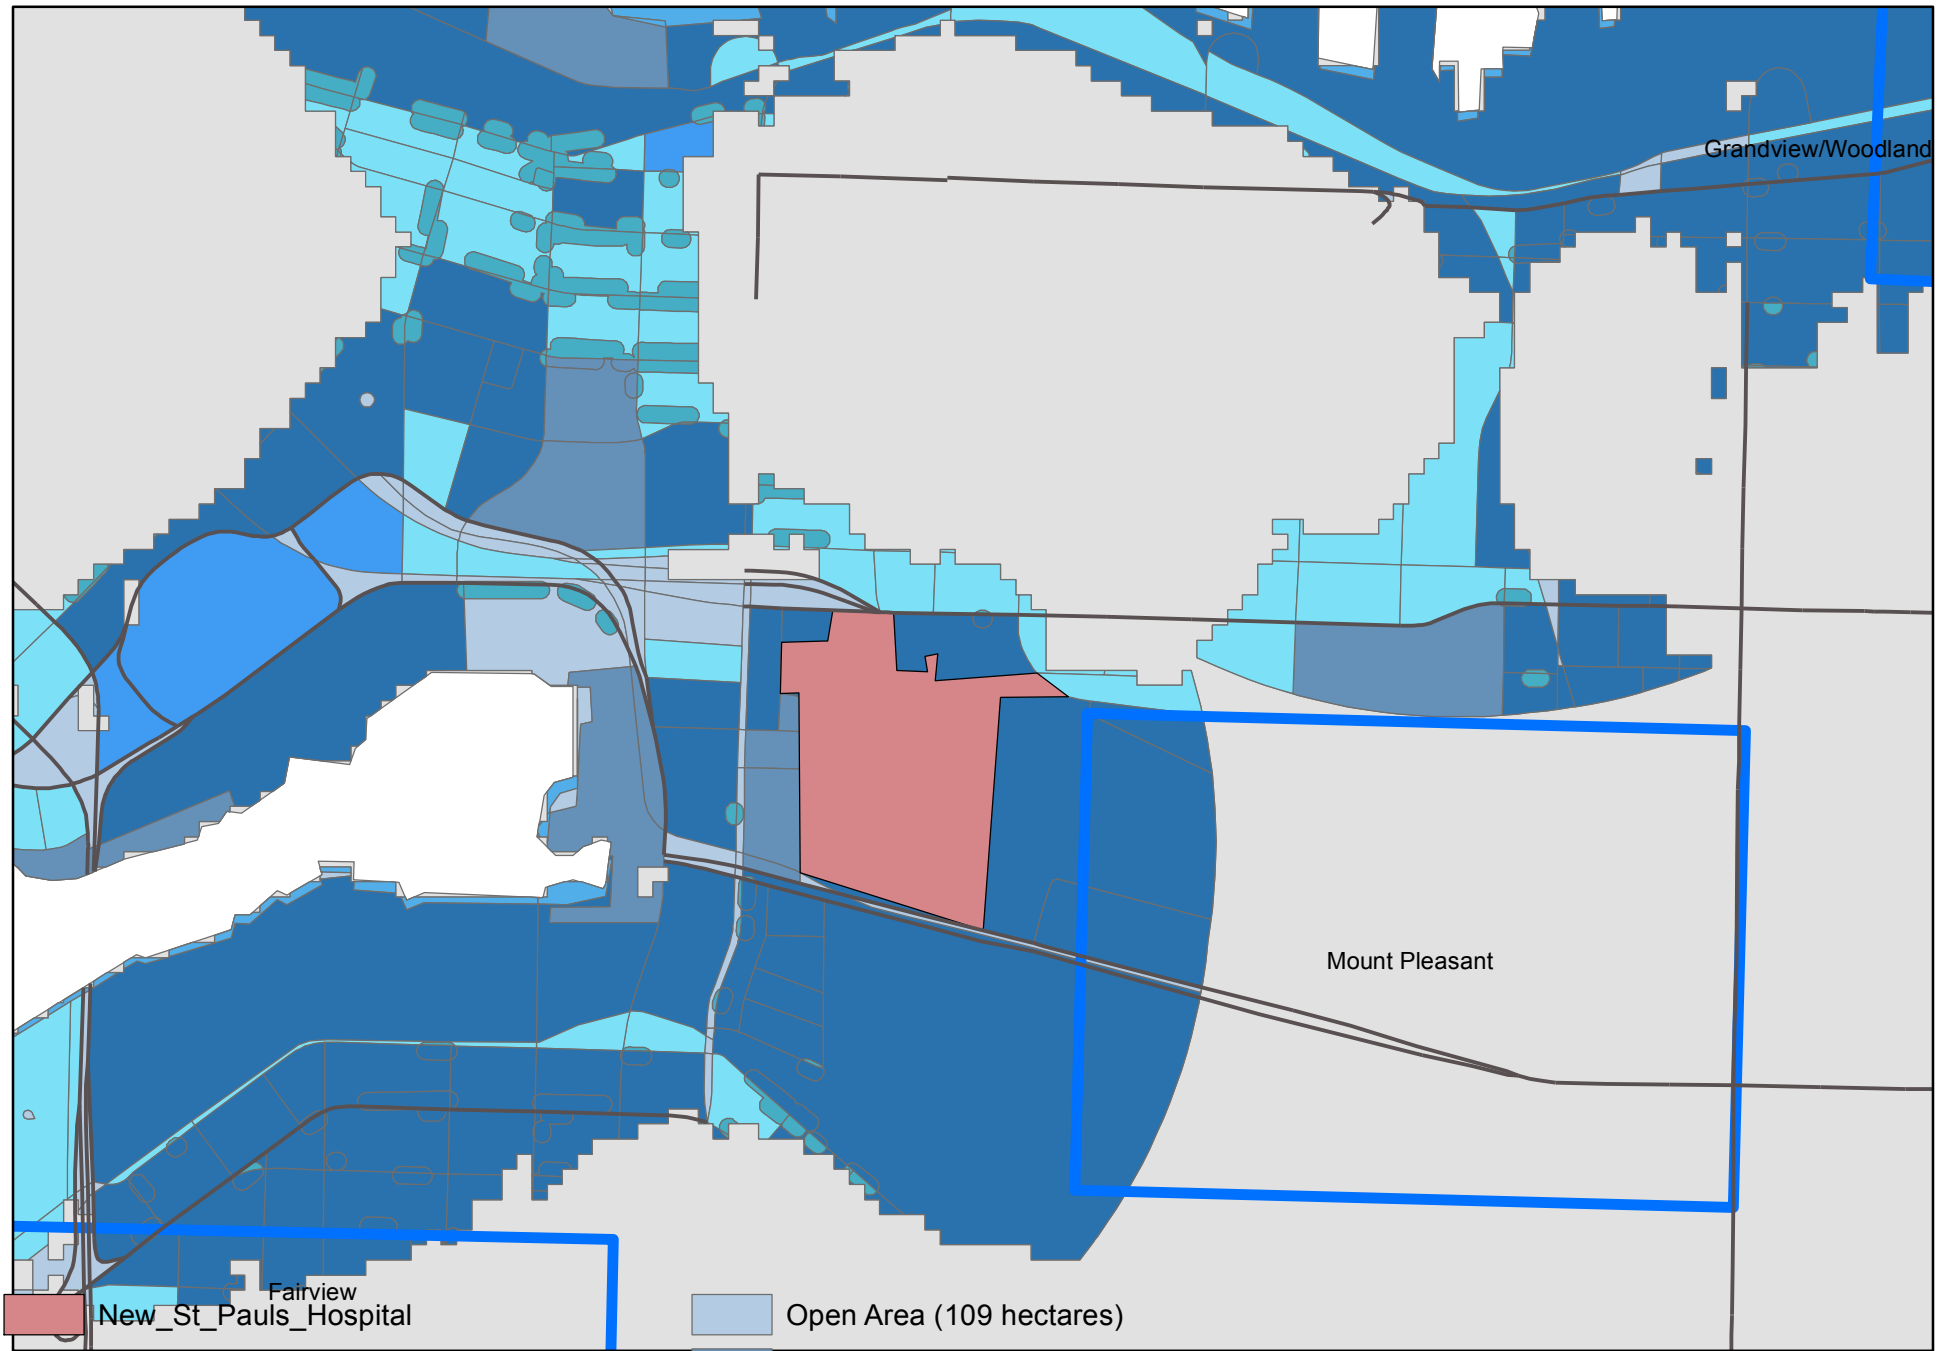 Grandview/Woodland
Mount Pleasant
Fairview
New_St_Pauls_Hospital
Open Area (109 hectares)